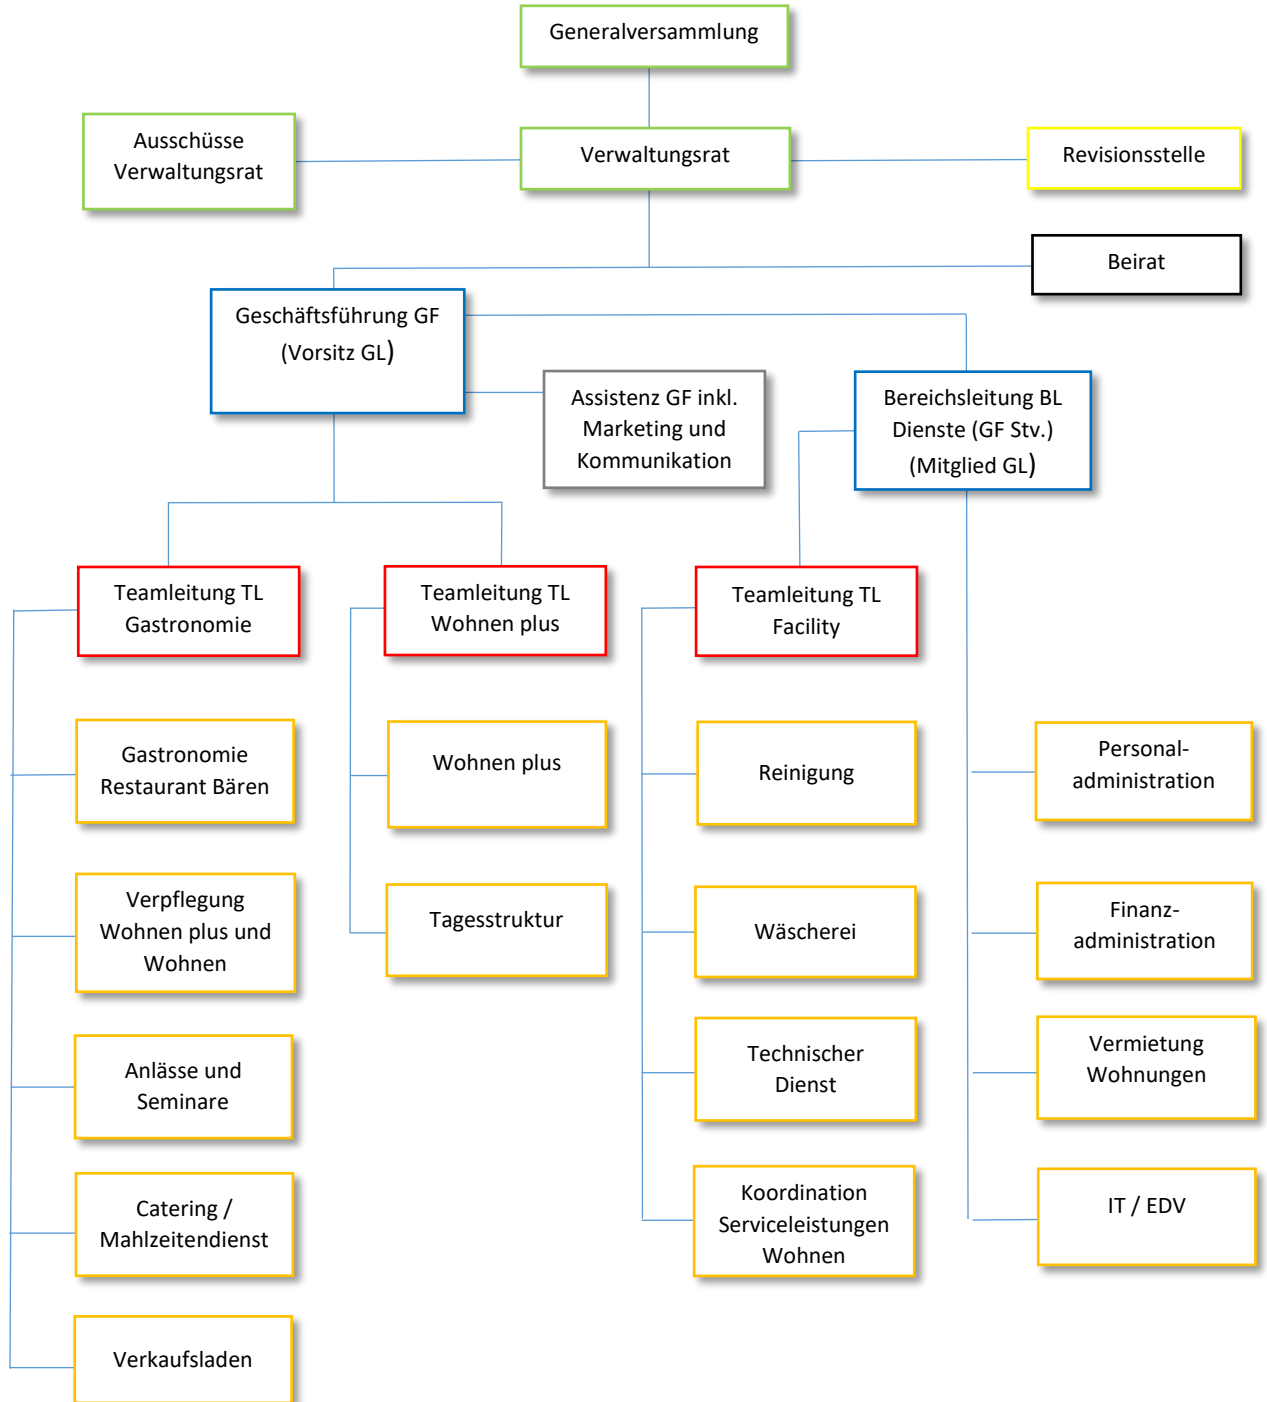 Generalversammlung
Ausschüsse
Verwaltungsrat
Verwaltungsrat
Revisionsstelle
Beirat
Geschäftsführung GF
(Vorsitz GL)
Assistenz GF inkl.
Marketing und
Kommunikation
Bereichsleitung BL
Dienste (GF Stv.)
(Mitglied GL)
Teamleitung TL
Gastronomie
Teamleitung TL
Wohnen plus
Teamleitung TL
Facility
Gastronomie
Restaurant Bären
Wohnen plus
Reinigung
Personal-
administration
Verpflegung
Wohnen plus und
Wohnen
Tagesstruktur
Wäscherei
Finanz-
administration
Anlässe und
Seminare
Technischer
Dienst
Vermietung
Wohnungen
Catering /
Mahlzeitendienst
Koordination
Serviceleistungen
Wohnen
IT / EDV
Verkaufsladen